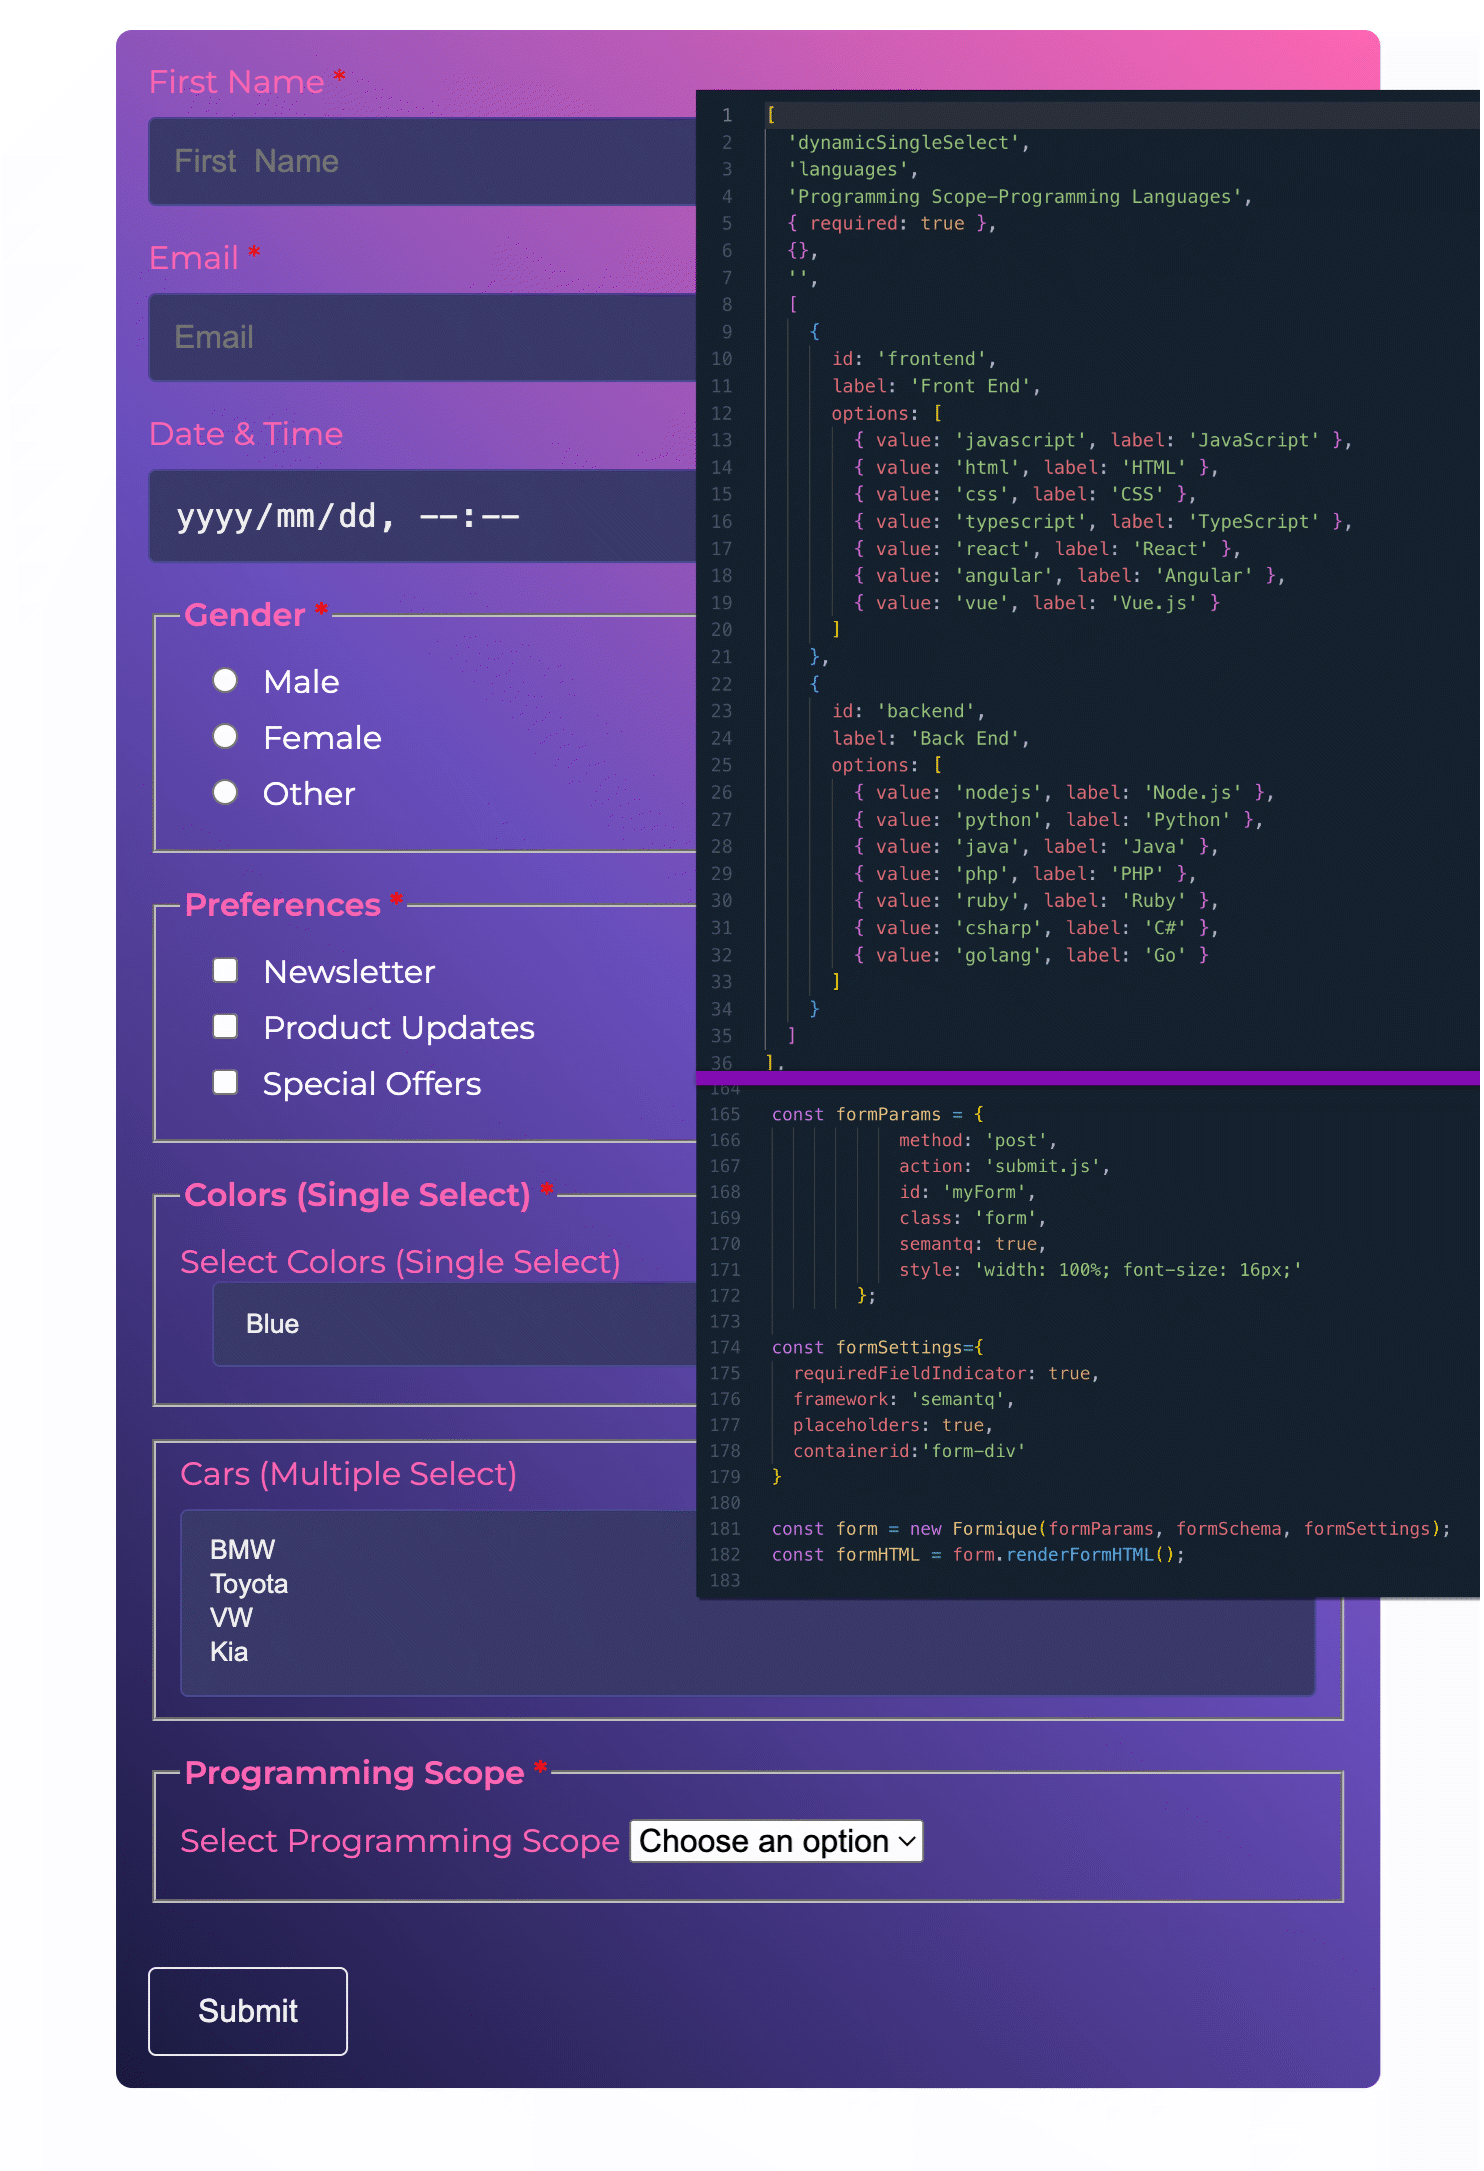 First Name *
First  Name
Email *
Email
Date & Time
yyyy/mm/dd, --:--
Gender *
Male
Female
Other
Preferences *
Newsletter
Product Updates
Special Offers
Colors (Single Select) *
Select Colors (Single Select)
Blue
Cars (Multiple Select)
BMW
Toyota
VW
Kia
Programming Scope *
Select Programming Scope Choose an option
Submit
1 [
2 'dynamicSingleSelect',
3 'languages',
4 'Programming Scope-Programming Languages',
5 { required: true },
6 {},
7 '',
8 [
9 {
10 id: 'frontend',
11 label: 'Front End',
12 options: [
13 { value: 'javascript', label: 'JavaScript' },
14 { value: 'html', label: 'HTML' },
15 { value: 'css', label: 'CSS' },
16 { value: 'typescript', label: 'TypeScript' },
17 { value: 'react', label: 'React' },
18 { value: 'angular', label: 'Angular' },
19 { value: 'vue', label: 'Vue.js' }
20 ]
21 },
22 {
23 id: 'backend',
24 label: 'Back End',
25 options: [
26 { value: 'nodejs', label: 'Node.js' },
27 { value: 'python', label: 'Python' },
28 { value: 'java', label: 'Java' },
29 { value: 'php', label: 'PHP' },
30 { value: 'ruby', label: 'Ruby' },
31 { value: 'csharp', label: 'C#' },
32 { value: 'golang', label: 'Go' }
33 ]
34 }
35 ]
36 ],
164
165 const formParams = {
166 method: 'post',
167 action: 'submit.js',
168 id: 'myForm',
169 class: 'form',
170 semantq: true,
171 style: 'width: 100%; font-size: 16px;'
172 };
173
174 const formSettings={
175 requiredFieldIndicator: true,
176 framework: 'semantq',
177 placeholders: true,
178 containerid:'form-div'
179 }
180
181 const form = new Formique(formParams, formSchema, formSettings);
182 const formHTML = form.renderFormHTML();
183